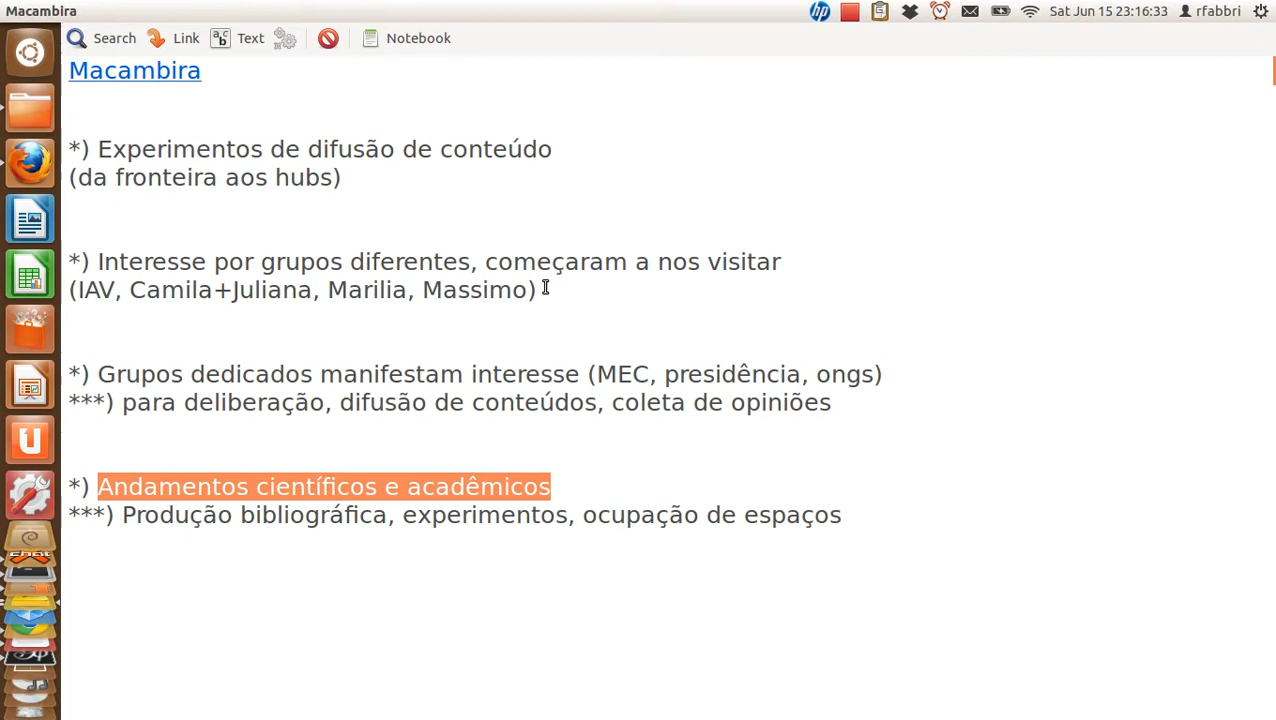 Macambira
Sat Jun 15 23:16:33 rfabbri
Search Link Text Notebook
Macambira
*) Experimentos de difusão de conteúdo
(da fronteira aos hubs)
*) Interesse por grupos diferentes, começaram a nos visitar
(IAV, Camila+Juliana, Marilia, Massimo)
*) Grupos dedicados manifestam interesse (MEC, presidência, ongs)
***) para deliberação, difusão de conteúdos, coleta de opiniões
*) Andamentos científicos e acadêmicos
***) Produção bibliográfica, experimentos, ocupação de espaços